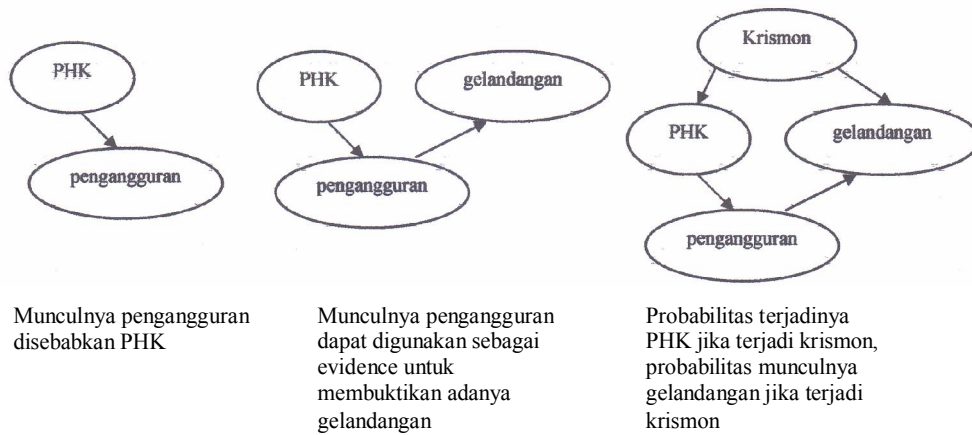 PHK
pengangguran
PHK
gelandangan
pengangguran
Krismon
PHK
gelandangan
pengangguran
Munculnya pengangguran
disebabkan PHK
Munculnya pengangguran
dapat digunakan sebagai
evidence untuk
membuktikan adanya
gelandangan
Probabilitas terjadinya
PHK jika terjadi krismon,
probabilitas munculnya
gelandangan jika terjadi
krismon